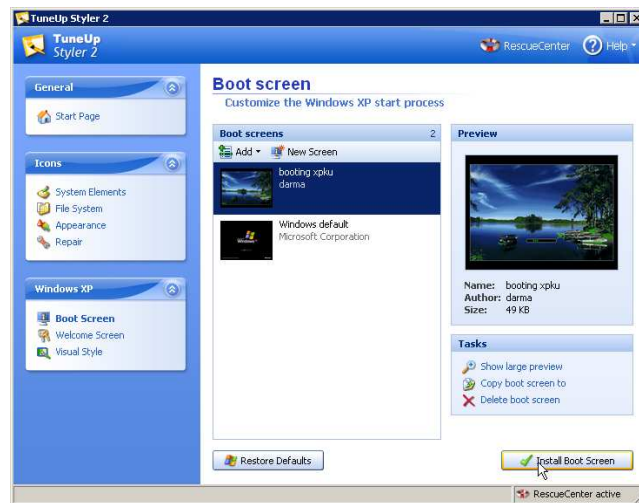 TuneUp Styler 2
TuneUp
Styler 2
RescueCenter
Help
General
Start Page
Icons
System Elements
File System
Appearance
Repair
Windows XP
Boot Screen
Welcome Screen
Visual Style
Boot screen
Customize the Windows XP start process
Boot screens 2
Add New Screen
booting xpku
darma
Windows default
Microsoft Corporation
Preview
Name: booting xpku
Author: darma
Size: 49 KB
Tasks
Show large preview
Copy boot screen to
Delete boot screen
Restore Defaults
Install Boot Screen
RescueCenter active